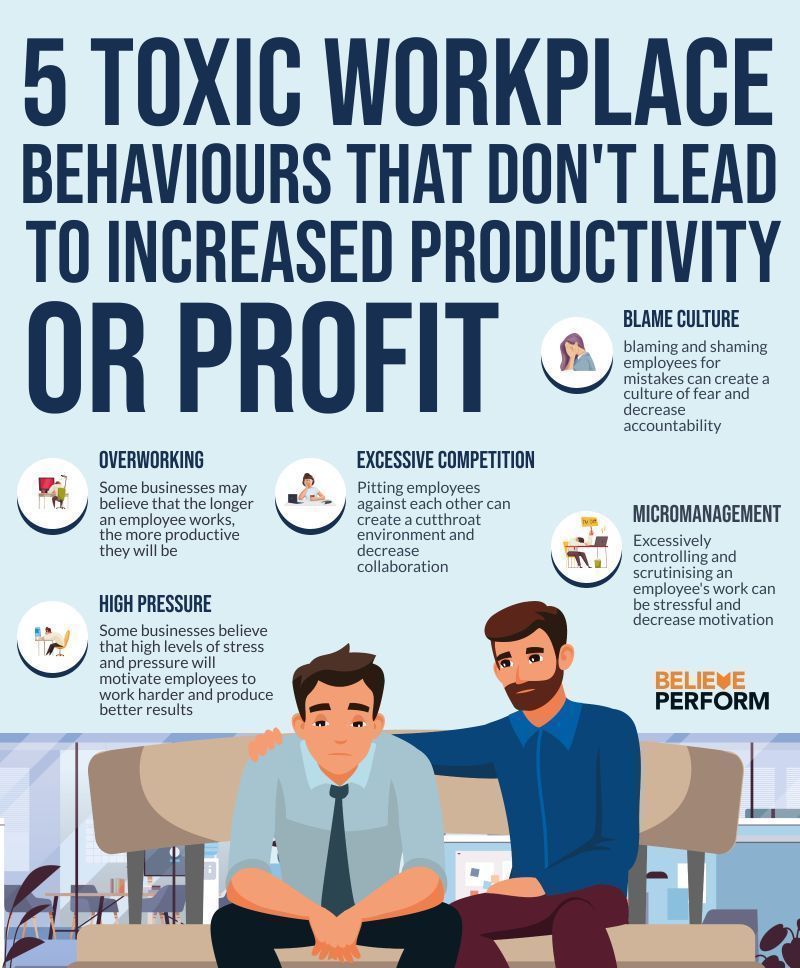 5 TOXIC WORKPLACE
BEHAVIOURS THAT DON'T LEAD
TO INCREASED PRODUCTIVITY
OR PROFIT
BLAME CULTURE
blaming and shaming
employees for
mistakes can create a
culture of fear and
decrease
accountability
OVERWORKING
Some businesses may
believe that the longer
an employee works,
the more productive
they will be
EXCESSIVE COMPETITION
Pitting employees
against each other can
create a cutthroat
environment and
decrease
collaboration
MICROMANAGEMENT
Excessively
controlling and
scrutinising an
employee's work can
be stressful and
decrease motivation
HIGH PRESSURE
Some businesses believe
that high levels of stress
and pressure will
motivate employees to
work harder and produce
better results
BELIEVE
PERFORM